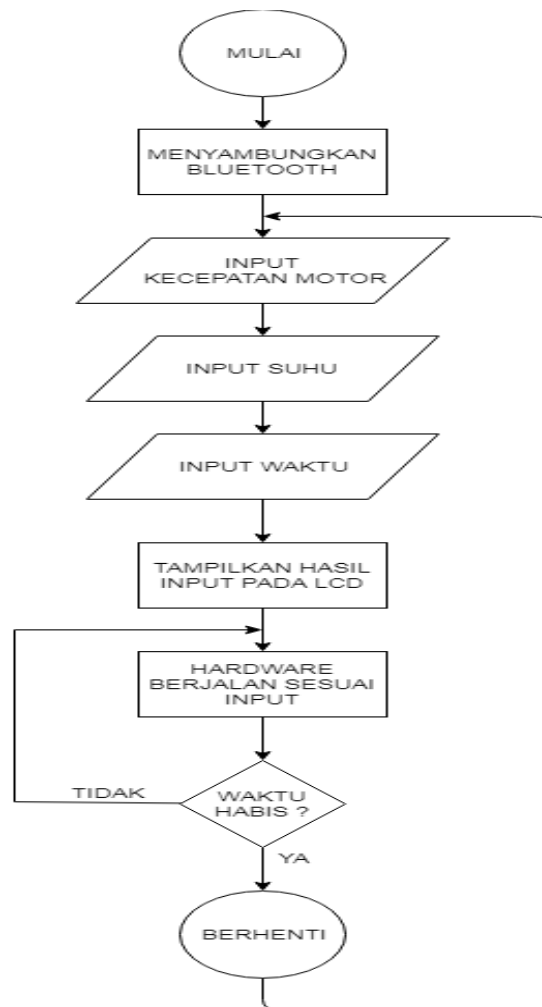 MULAI
MENYAMBUNGKAN
BLUETOOTH
INPUT
KECEPATAN MOTOR
INPUT SUHU
INPUT WAKTU
TAMPILKAN HASIL
INPUT PADA LCD
HARDWARE
BERJALAN SESUAI
INPUT
TIDAK
WAKTU
HABIS ?
YA
BERHENTI